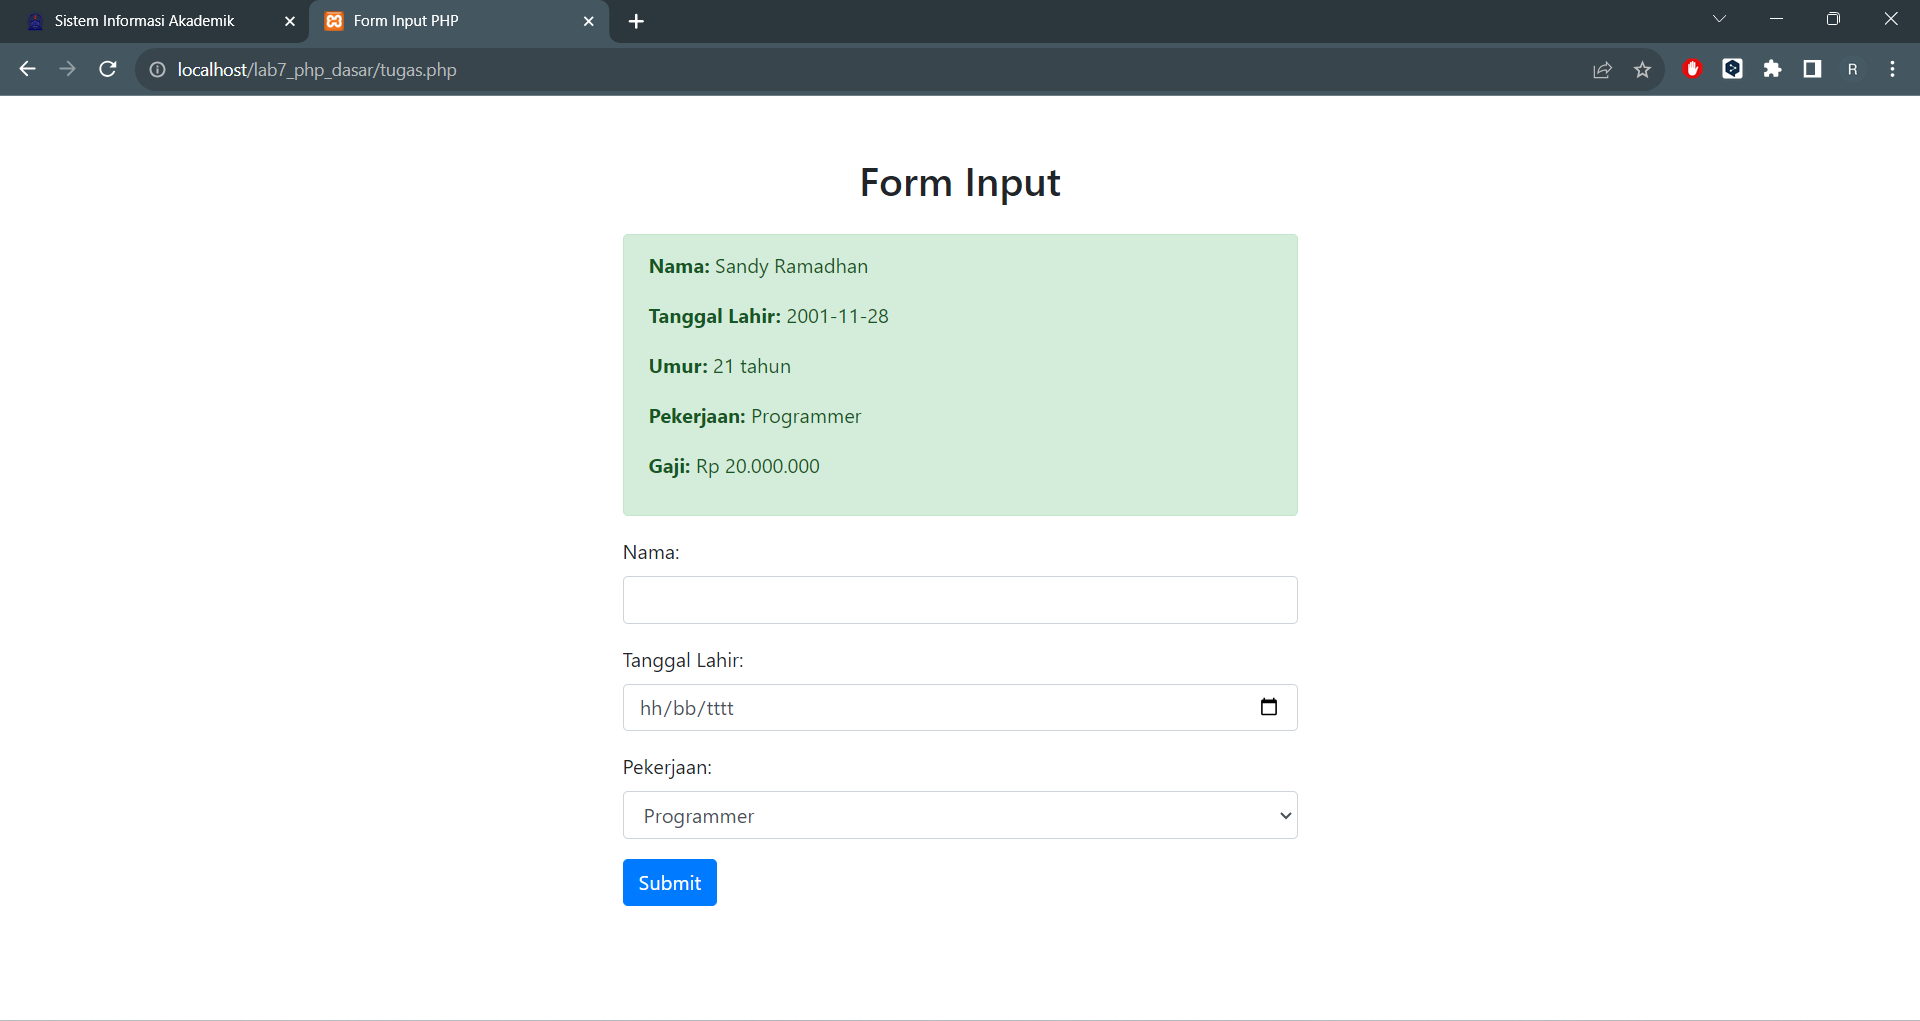 Sistem Informasi Akademik
Form Input PHP
localhost/lab7_php_dasar/tugas.php
R
Form Input
Nama: Sandy Ramadhan
Tanggal Lahir: 2001-11-28
Umur: 21 tahun
Pekerjaan: Programmer
Gaji: Rp 20.000.000
Nama:
Tanggal Lahir:
hh/bb/tttt
Pekerjaan:
Programmer
Submit